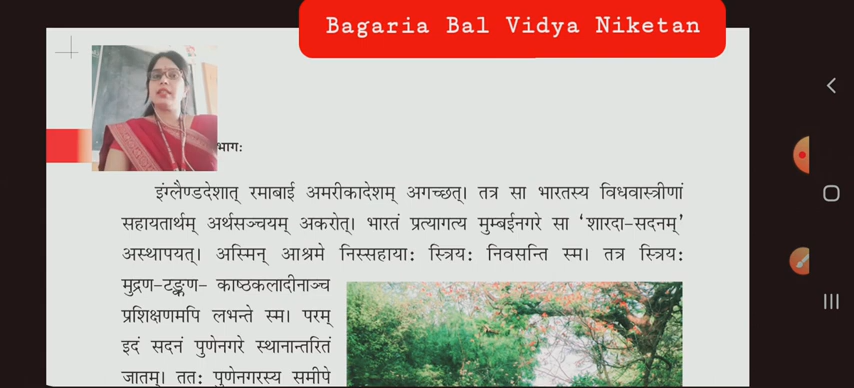 Bagaria Bal Vidya Niketan
भागः
इंग्लैण्डदेशात् रमाबाई अमरीकादेशम् अगच्छत्। तत्र सा भारतस्य विधवास्त्रीणां
सहायतार्थम् अर्थसञ्चयम् अकरोत्। भारतं प्रत्यागत्य मुम्बईनगरे सा ‘शारदा-सदनम्’
अस्थापयत्। अस्मिन् आश्रमे निस्सहायाः स्त्रियः निवसन्ति स्म। तत्र स्त्रियः
मुद्रण-टङ्कण- काष्ठकलादीनाञ्च
प्रशिक्षणमपि लभन्ते स्म। परम्
इदं सदनं पुणेनगरे स्थानान्तरितं
जातम्। ततः पुणेनगरस्य समीपे